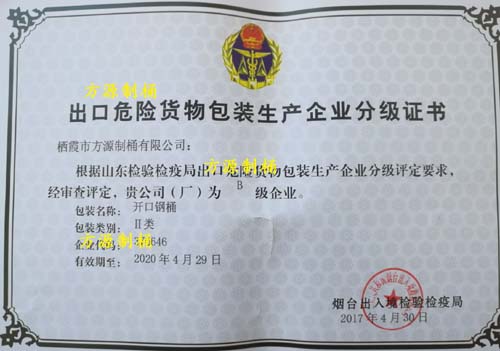 方源制桶
出口危险货物包装生产企业分级证书
栖霞市方源制桶有限公司：
根据山东检验检疫局出口危险货物包装生产企业分级评定要求，
方源制桶
经审查评定，贵公司（厂）为 B 级企业。
包装名称： 开口钢桶
包装类别： II类
方源制桶
企业代码： 646
有效期至： 2020年4月29日
烟台出入境检验检疫局
2017年4月30日